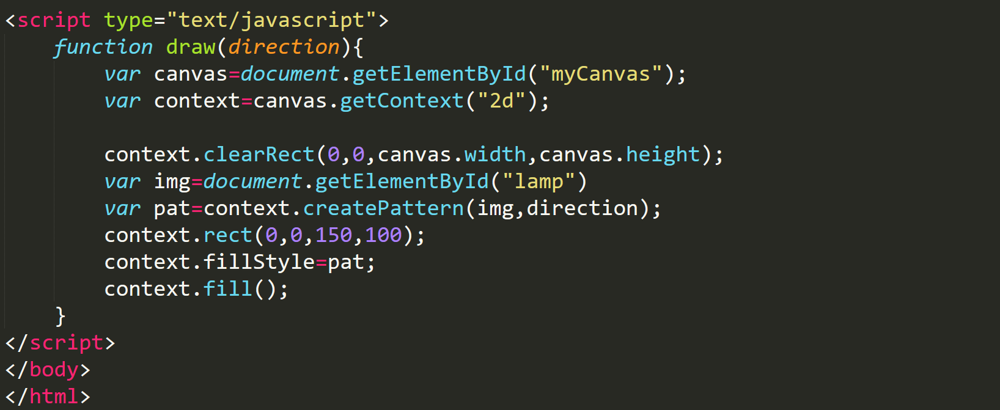 <script type="text/javascript">
    function draw(direction){
        var canvas=document.getElementById("myCanvas");
        var context=canvas.getContext("2d");

        context.clearRect(0,0,canvas.width,canvas.height);
        var img=document.getElementById("lamp")
        var pat=context.createPattern(img,direction);
        context.rect(0,0,150,100);
        context.fillStyle=pat;
        context.fill();
    }
</script>
</body>
</html>